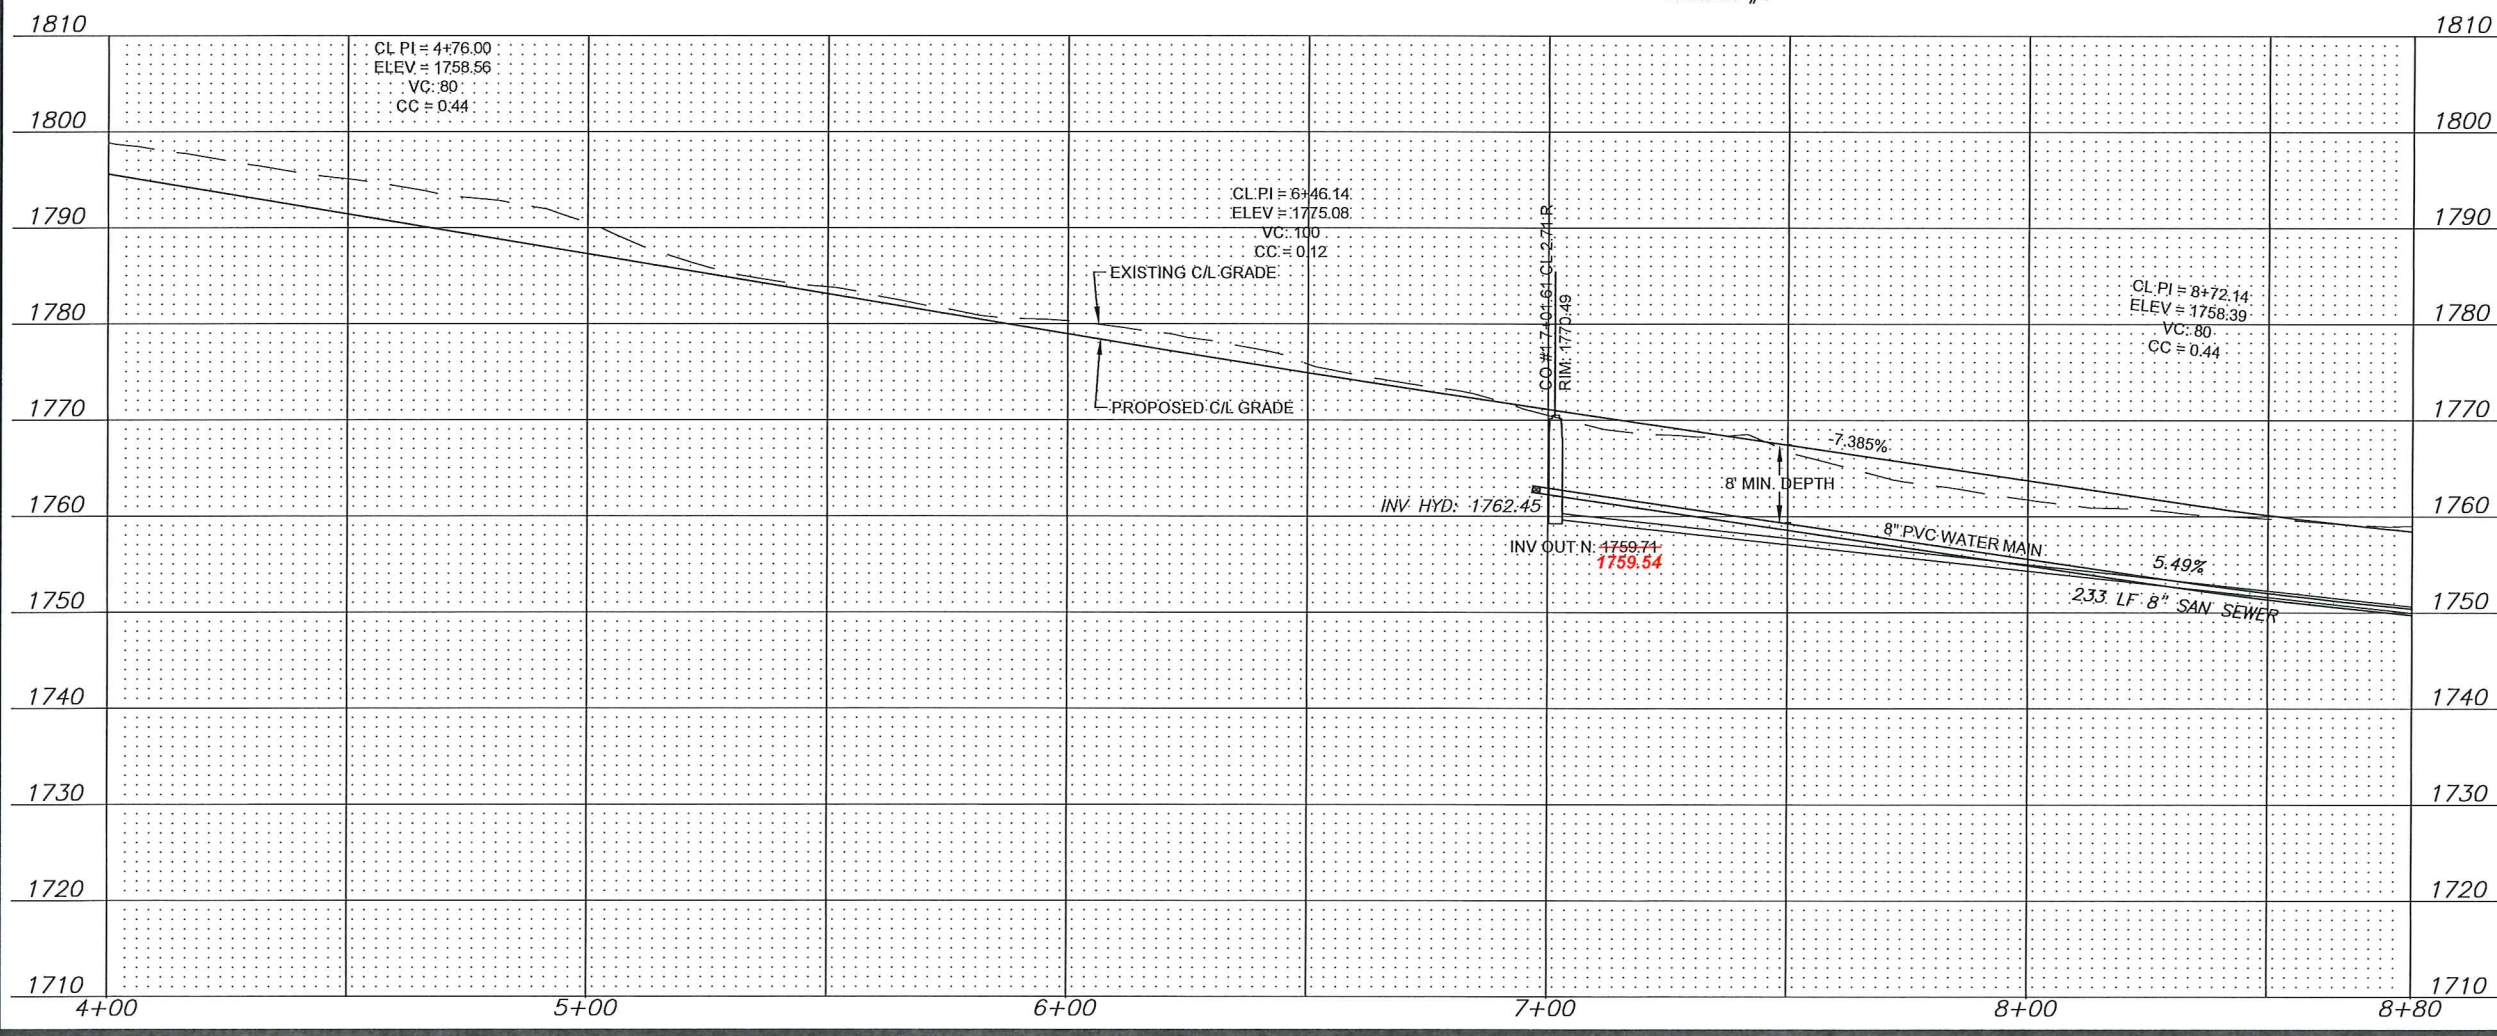 1810
1810
CL PI = 4+76.00
ELEV = 1758.56
VC: 80
CC = 0.44
1800
1800
CL PI = 6+46.14
ELEV = 1775.08
VC: 100
CC = 0.12
1790
1790
EXISTING C/L GRADE
CO #1 7+01.61 CL 2.71 R
RIM: 1770.49
CL PI = 8+72.14
ELEV = 1758.39
VC: 80
CC = 0.44
1780
1780
PROPOSED C/L GRADE
1770
1770
-7.385%
8' MIN. DEPTH
INV HYD: 1762.45
1760
1760
8" PVC WATER MAIN
INV OUT N: 1759.71
1759.54
5.49%
233 LF 8" SAN SEWER
1750
1750
1740
1740
1730
1730
1720
1720
1710
1710
4+00
5+00
6+00
7+00
8+00
8+80